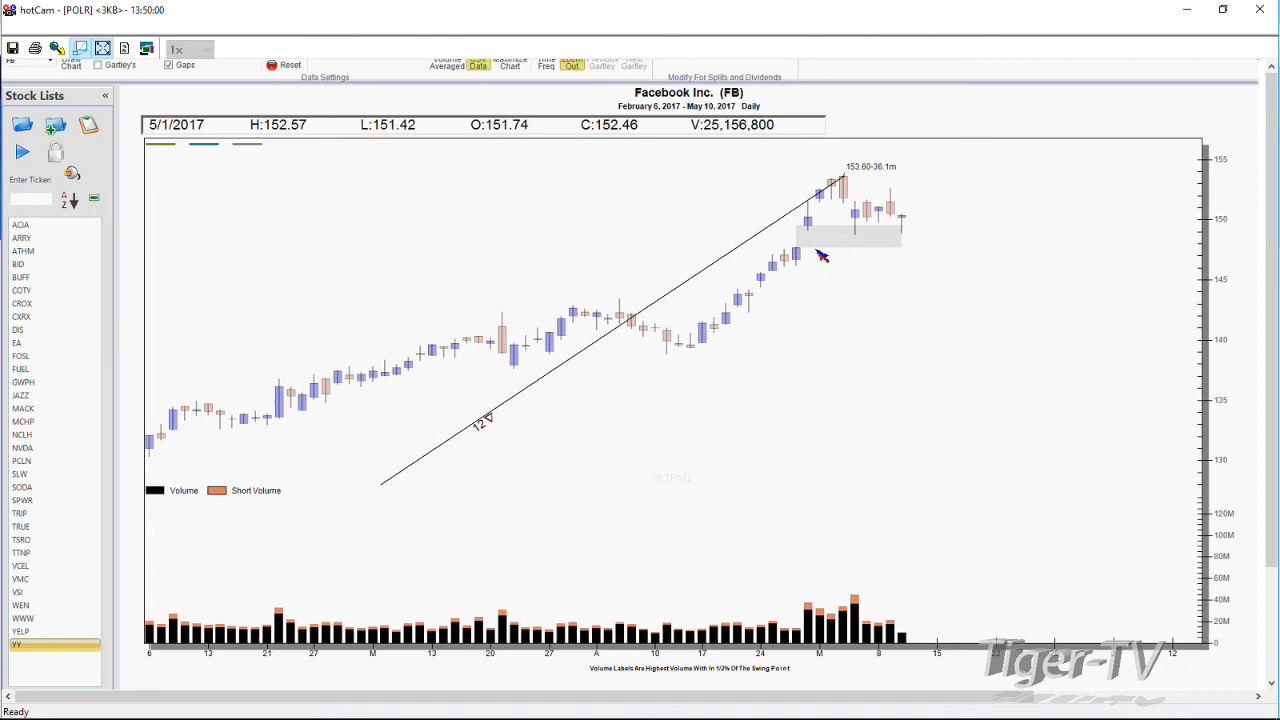 hotCam - [POLR] <3KB> - 13:50:00
1x
Chart Gartley's Gaps Reset Averaged Data Chart Freq Out Gartley Gartley
Data Settings Modify For Splits and Dividends
Stock Lists «
Facebook Inc. (FB)
February 6, 2017 - May 10, 2017 Daily
5/1/2017 H:152.57 L:151.42 O:151.74 C:152.46 V:25,156,800
Enter Ticker:
A
Z
ACIA
ARRY
ATHM
BID
BUFF
COTY
CROX
CXRX
DIS
EA
FOSL
FUEL
GWPH
JAZZ
MACK
MCHP
NCLH
NVDA
PCLN
SLW
SODA
SPWR
TRIP
TRUE
TSRO
TTNP
VCEL
VMC
VSI
WEN
WWW
YELP
YY
153.60-36.1m
12
® TFNN
155
150
145
140
135
130
Volume Short Volume
120M
100M
80M
60M
40M
20M
0
6 13 21 27 M 13 20 27 A 10 17 24 M 8 15 12
Volume Labels Are Highest Volume With In 1/2% Of The Swing Point
Tiger-TV
Ready